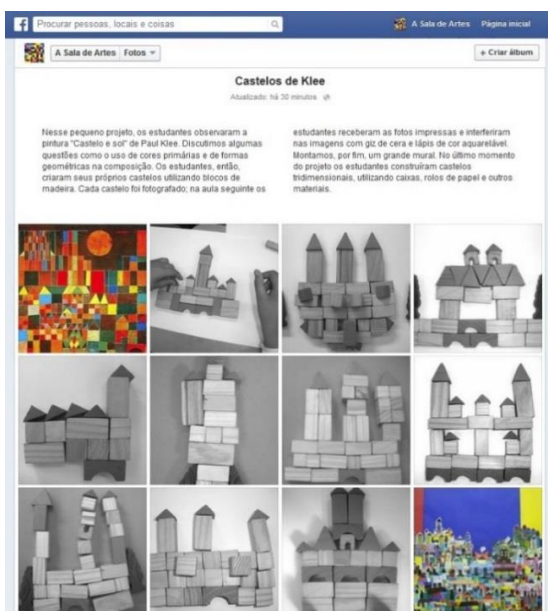 f Procurar pessoas, locais e coisas A Sala de Artes Página inicial
A Sala de Artes Fotos + Criar álbum
Castelos de Klee
Atualizado: há 30 minutos
Nesse pequeno projeto, os estudantes observaram a
pintura "Castelo e sol" de Paul Klee. Discutimos algumas
questões como o uso de cores primárias e de formas
geométricas na composição. Os estudantes, então,
criaram seus próprios castelos utilizando blocos de
madeira. Cada castelo foi fotografado; na aula seguinte os
estudantes receberam as fotos impressas e interferiram
nas imagens com giz de cera e lápis de cor aquarelável.
Montamos, por fim, um grande mural. No último momento
do projeto os estudantes construíram castelos
tridimensionais, utilizando caixas, rolos de papel e outros
materiais.